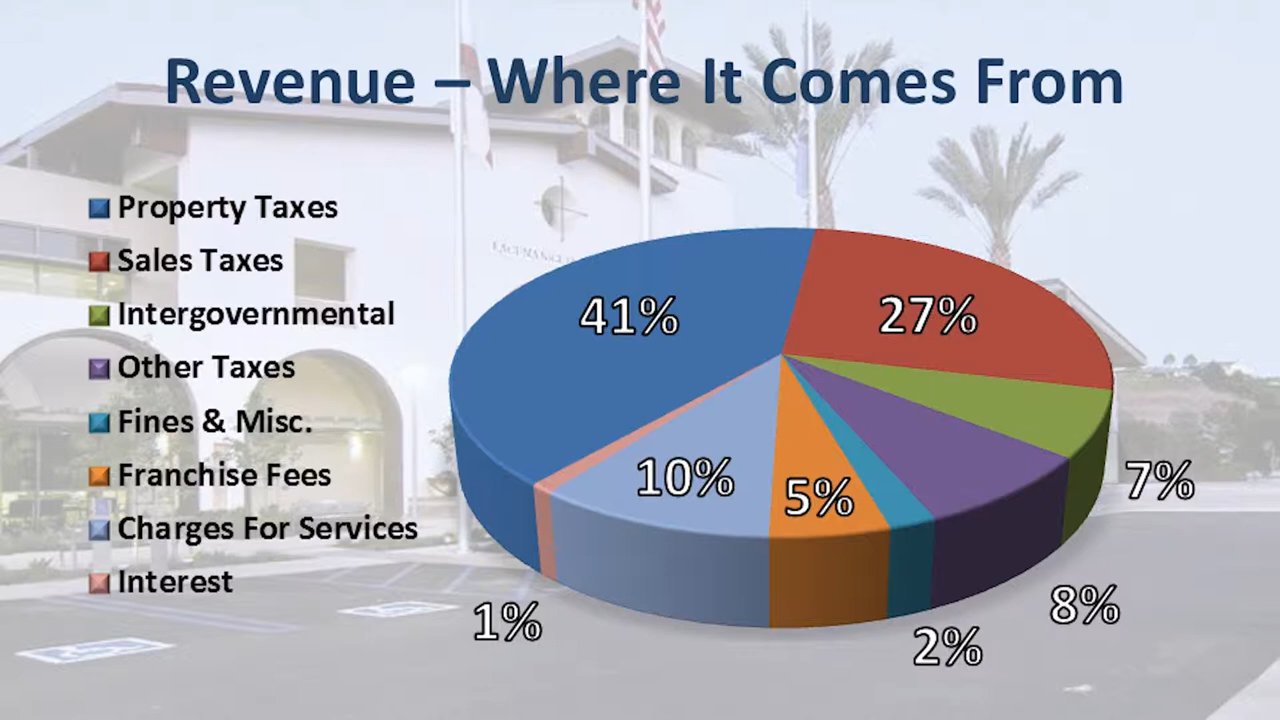 Revenue – Where It Comes From
Property Taxes
Sales Taxes
Intergovernmental
Other Taxes
Fines & Misc.
Franchise Fees
Charges For Services
Interest
41%
27%
7%
8%
2%
5%
10%
1%